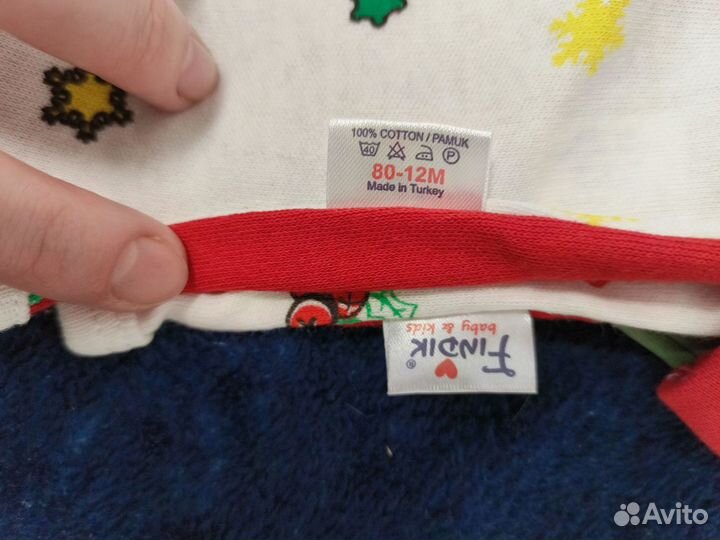 100% COTTON / PAMUK
40 P
80-12M
Made in Turkey
FINDIK
baby & kids
®
Avito